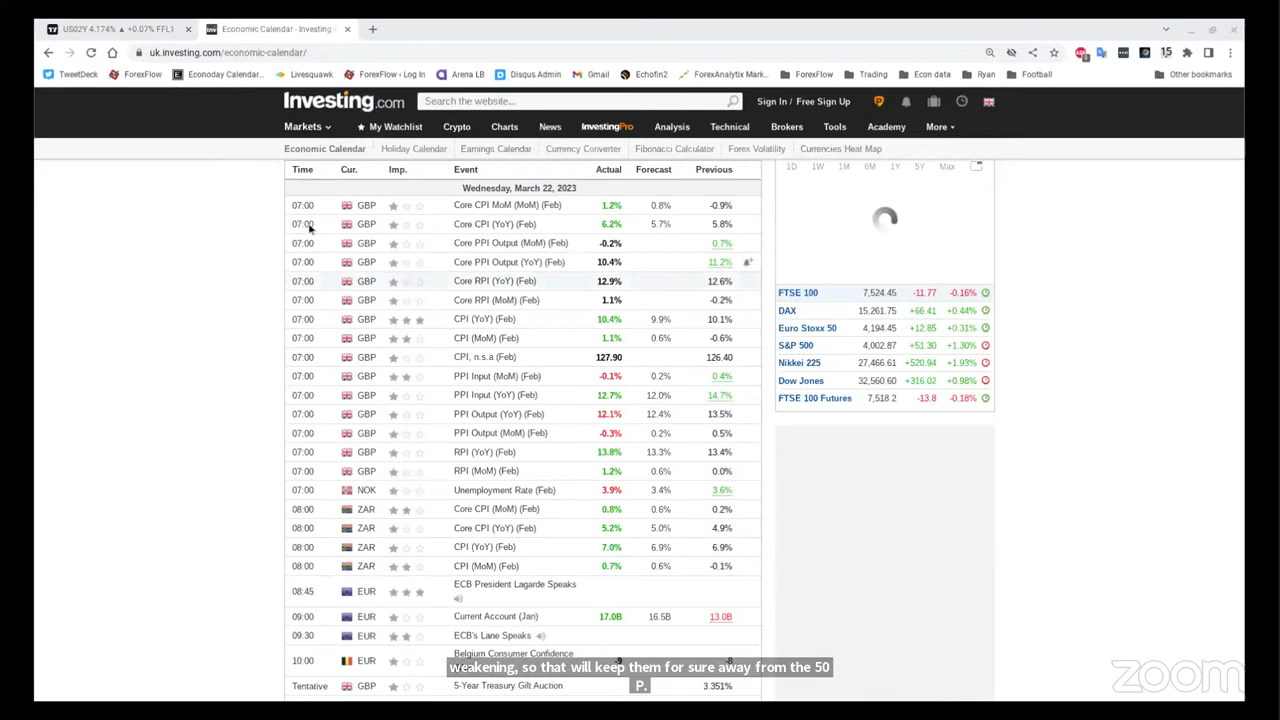 US02Y 4.174% ▲ +0.07% FFL1
Economic Calendar - Investing
uk.investing.com/economic-calendar/
TweetDeck ForexFlow Econoday Calendar... Livesquawk ForexFlow ‹ Log In Arena LB Disqus Admin Gmail Echofin2 ForexAnalytix Mark... ForexFlow Trading Econ data Ryan Football Other bookmarks
Investing.com Search the website... Sign In / Free Sign Up
Markets My Watchlist Crypto Charts News InvestingPro Analysis Technical Brokers Tools Academy More
Economic Calendar Holiday Calendar Earnings Calendar Currency Converter Fibonacci Calculator Forex Volatility Currencies Heat Map
Time Cur. Imp. Event Actual Forecast Previous
Wednesday, March 22, 2023
07:00 GBP Core CPI MoM (MoM) (Feb) 1.2% 0.8% -0.9%
07:00 GBP Core CPI (YoY) (Feb) 6.2% 5.7% 5.8%
07:00 GBP Core PPI Output (MoM) (Feb) -0.2% 0.7%
07:00 GBP Core PPI Output (YoY) (Feb) 10.4% 11.2%
07:00 GBP Core RPI (YoY) (Feb) 12.9% 12.6%
07:00 GBP Core RPI (MoM) (Feb) 1.1% -0.2%
07:00 GBP CPI (YoY) (Feb) 10.4% 9.9% 10.1%
07:00 GBP CPI (MoM) (Feb) 1.1% 0.6% -0.6%
07:00 GBP CPI, n.s.a (Feb) 127.90 126.40
07:00 GBP PPI Input (MoM) (Feb) -0.1% 0.2% 0.4%
07:00 GBP PPI Input (YoY) (Feb) 12.7% 12.0% 14.7%
07:00 GBP PPI Output (YoY) (Feb) 12.1% 12.4% 13.5%
07:00 GBP PPI Output (MoM) (Feb) -0.3% 0.2% 0.5%
07:00 GBP RPI (YoY) (Feb) 13.8% 13.3% 13.4%
07:00 GBP RPI (MoM) (Feb) 1.2% 0.6% 0.0%
07:00 NOK Unemployment Rate (Feb) 3.9% 3.4% 3.6%
08:00 ZAR Core CPI (MoM) (Feb) 0.8% 0.6% 0.2%
08:00 ZAR Core CPI (YoY) (Feb) 5.2% 5.0% 4.9%
08:00 ZAR CPI (YoY) (Feb) 7.0% 6.9% 6.9%
08:00 ZAR CPI (MoM) (Feb) 0.7% 0.6% -0.1%
08:45 EUR ECB President Lagarde Speaks
09:00 EUR Current Account (Jan) 17.0B 16.5B 13.0B
09:30 EUR ECB's Lane Speaks
10:00 EUR Belgium Consumer Confidence -9 -8
Tentative GBP 5-Year Treasury Gilt Auction 3.351%
1D 1W 1M 6M 1Y 5Y Max
FTSE 100 7,524.45 -11.77 -0.16%
DAX 15,261.75 +66.41 +0.44%
Euro Stoxx 50 4,194.45 +12.85 +0.31%
S&P 500 4,002.87 +51.30 +1.30%
Nikkei 225 27,466.61 +520.94 +1.93%
Dow Jones 32,560.60 +316.02 +0.98%
FTSE 100 Futures 7,518.2 -13.8 -0.18%
weakening, so that will keep them for sure away from the 50
P.
zoom